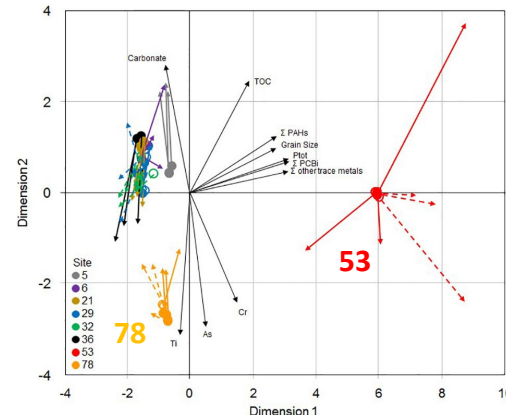 4
2
0
-2
-4
-4
-2
0
2
4
6
8
10
Dimension 2
Dimension 1
Carbonate
TOC
Σ PAHs
Grain Size
Ptot
Σ PCBi
Σ other trace metals
Cr
As
Ti
53
78
Site
5
6
21
29
32
36
53
78